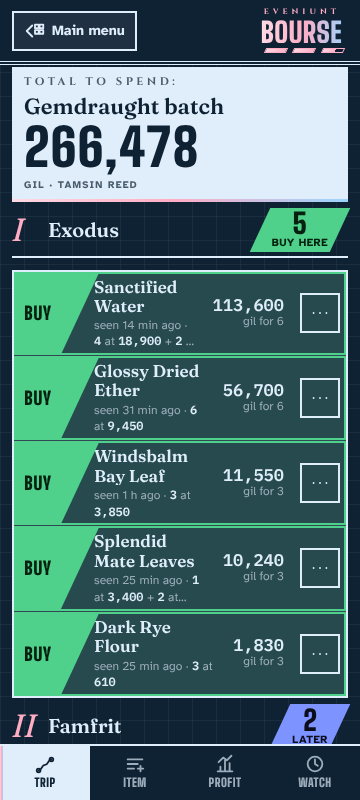 Main menu
EVENIUNT
BOURSE
TOTAL TO SPEND:
Gemdraught batch
266,478
GIL · TAMSIN REED
I Exodus
5
BUY HERE
BUY
Sanctified
Water
seen 14 min ago ·
4 at 18,900 + 2 ...
113,600
gil for 6
...
BUY
Glossy Dried
Ether
seen 31 min ago · 6
at 9,450
56,700
gil for 6
...
BUY
Windsbalm
Bay Leaf
seen 1 h ago · 3 at
3,850
11,550
gil for 3
...
BUY
Splendid
Mate Leaves
seen 25 min ago · 1
at 3,400 + 2 at...
10,240
gil for 3
...
BUY
Dark Rye
Flour
seen 25 min ago · 3 at
610
1,830
gil for 3
...
II Famfrit
2
LATER
TRIP
ITEM
PROFIT
WATCH